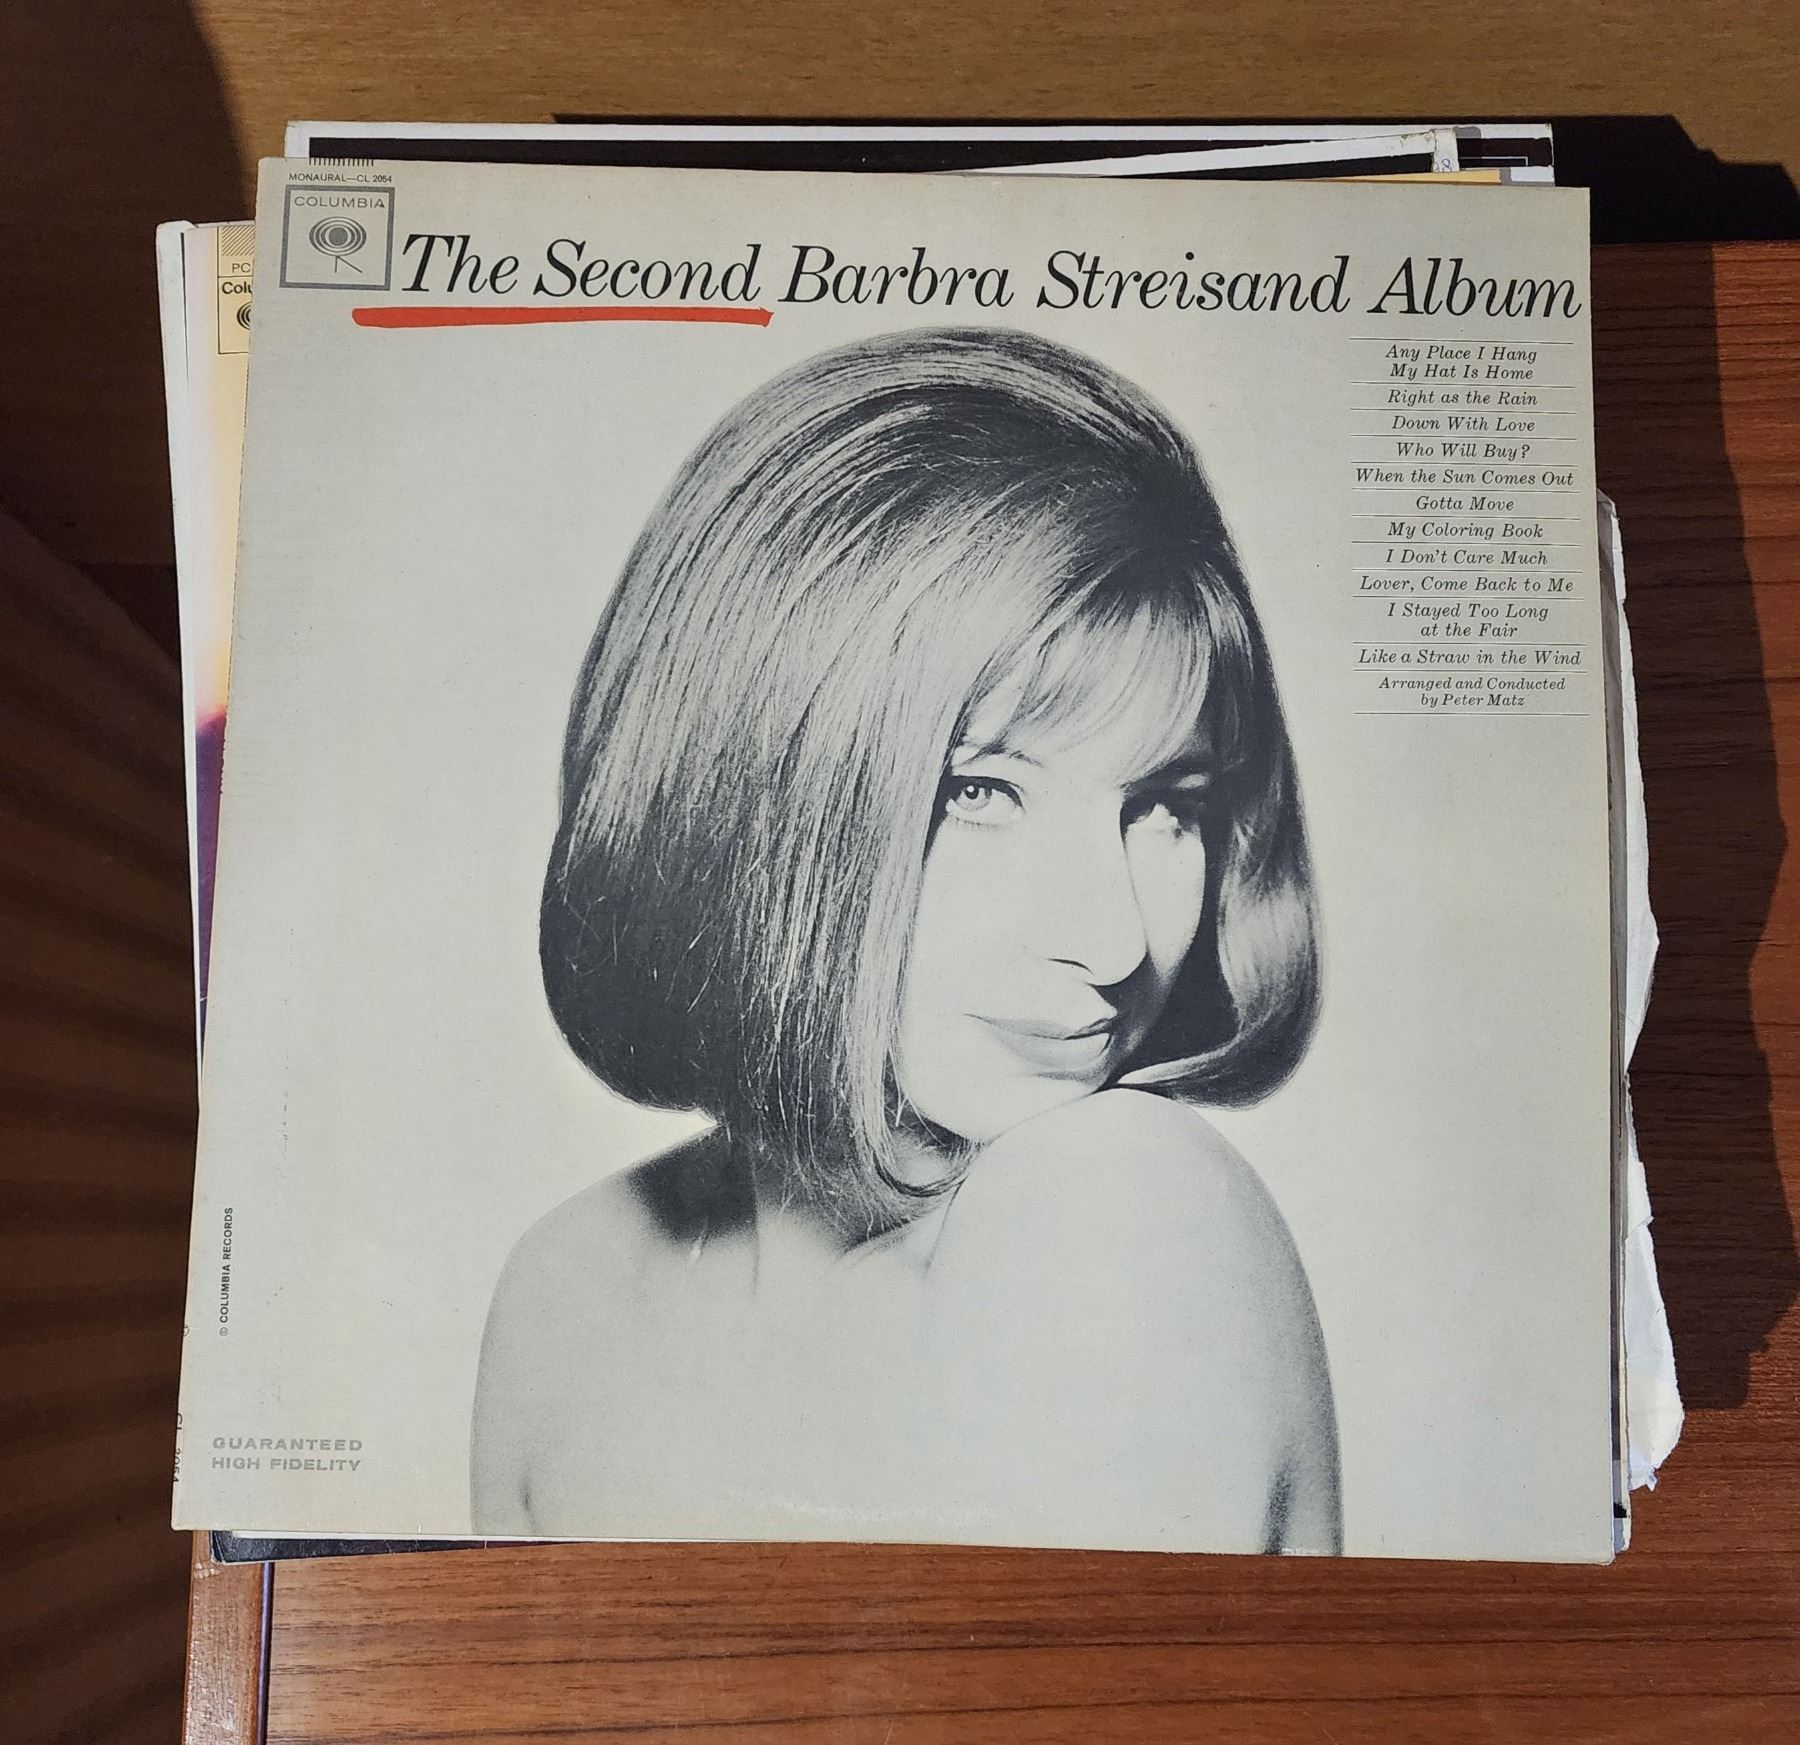 8
MONAURAL—CL 2054
COLUMBIA
The Second Barbra Streisand Album
PC
Colu
Any Place I Hang
My Hat Is Home
Right as the Rain
Down With Love
Who Will Buy?
When the Sun Comes Out
Gotta Move
My Coloring Book
I Don't Care Much
Lover, Come Back to Me
I Stayed Too Long
at the Fair
Like a Straw in the Wind
Arranged and Conducted
by Peter Matz
© COLUMBIA RECORDS
GUARANTEED
HIGH FIDELITY